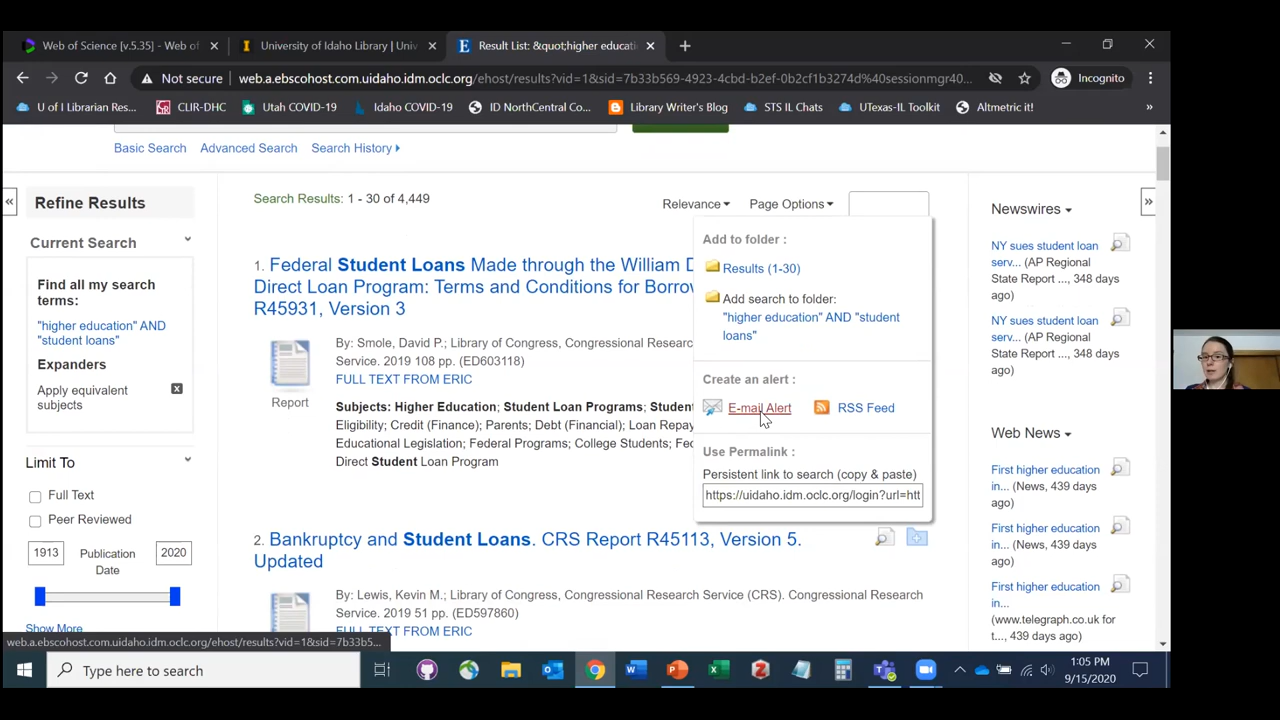 Web of Science [v.5.35] - Web of
University of Idaho Library | Univ
Result List: &quot;higher educati
Not secure
web.a.ebscohost.com.uidaho.idm.oclc.org/ehost/results?vid=1&sid=7b33b569-4923-4cbd-b2ef-0b2cf1b3274d%40sessionmgr40...
Incognito
U of I Librarian Res...
CLIR-DHC
Utah COVID-19
Idaho COVID-19
ID NorthCentral Co...
Library Writer's Blog
STS IL Chats
UTexas-IL Toolkit
Altmetric it!
»
Basic Search
Advanced Search
Search History
«
Refine Results
Current Search
Find all my search
terms:
"higher education" AND
"student loans"
Expanders
Apply equivalent
subjects
Limit To
Full Text
Peer Reviewed
1913
Publication
Date
2020
Show More
Search Results: 1 - 30 of 4,449
Relevance
Page Options
1. Federal Student Loans Made through the William D
Direct Loan Program: Terms and Conditions for Borrow
R45931, Version 3
By: Smole, David P.; Library of Congress, Congressional Researc
Service. 2019 108 pp. (ED603118)
FULL TEXT FROM ERIC
Report
Subjects: Higher Education; Student Loan Programs; Student
Eligibility; Credit (Finance); Parents; Debt (Financial); Loan Repay
Educational Legislation; Federal Programs; College Students; Fed
Direct Student Loan Program
2. Bankruptcy and Student Loans. CRS Report R45113, Version 5.
Updated
By: Lewis, Kevin M.; Library of Congress, Congressional Research Service (CRS). Congressional Research
Service. 2019 51 pp. (ED597860)
FULL TEXT FROM ERIC
Add to folder :
Results (1-30)
Add search to folder:
"higher education" AND "student
loans"
Create an alert :
E-mail Alert
RSS Feed
Use Permalink :
Persistent link to search (copy & paste)
https://uidaho.idm.oclc.org/login?url=htt
»
Newswires
NY sues student loan
serv... (AP Regional
State Report ..., 348 days
ago)
NY sues student loan
serv... (AP Regional
State Report ..., 348 days
ago)
Web News
First higher education
in... (News, 439 days
ago)
First higher education
in... (News, 439 days
ago)
First higher education
in...
(www.telegraph.co.uk for
t..., 439 days ago)
web.a.ebscohost.com.uidaho.idm.oclc.org/ehost/results?vid=1&sid=7b33b5...
Type here to search
1:05 PM
9/15/2020